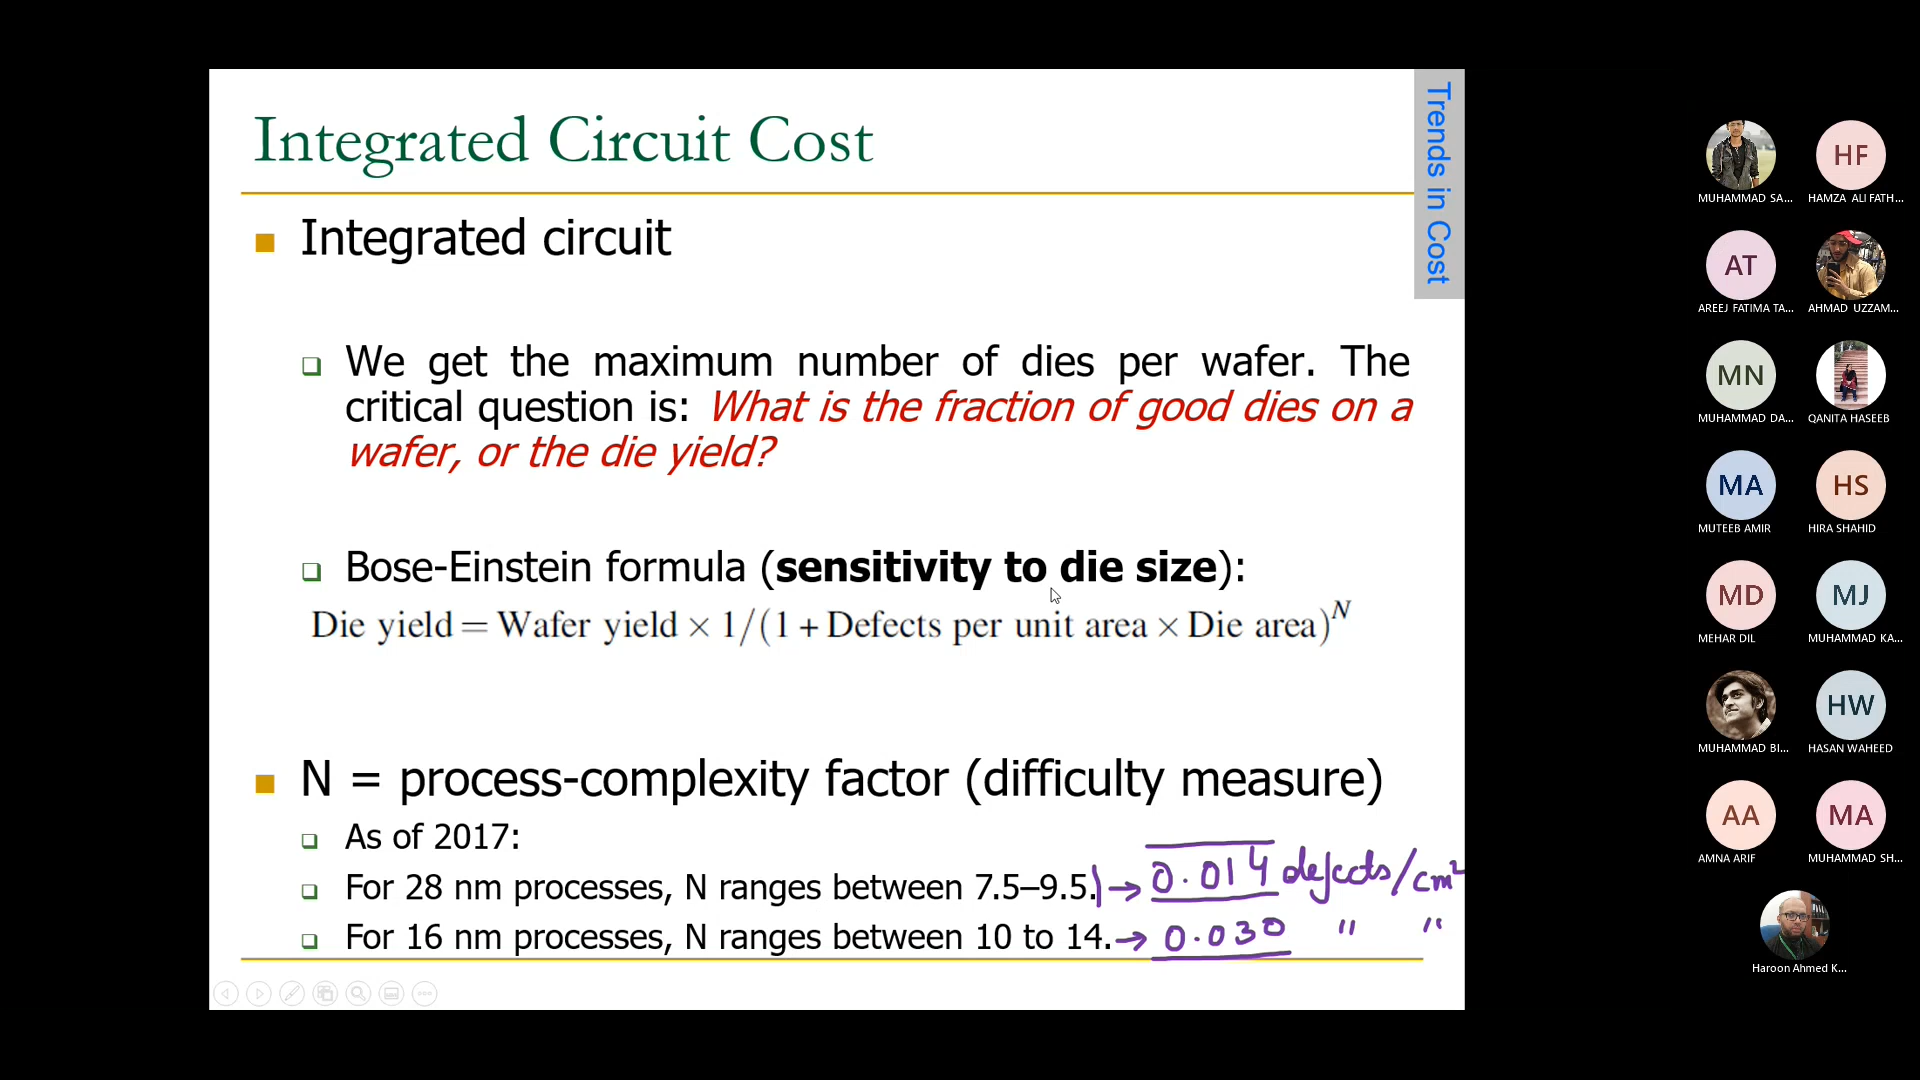 Integrated Circuit Cost
Trends in Cost
Integrated circuit
We get the maximum number of dies per wafer. The
critical question is: What is the fraction of good dies on a
wafer, or the die yield?
Bose-Einstein formula (sensitivity to die size):
Die yield = Wafer yield × 1/(1 + Defects per unit area × Die area)^N
N = process-complexity factor (difficulty measure)
As of 2017:
For 28 nm processes, N ranges between 7.5–9.5. → 0.014 defects/cm²
For 16 nm processes, N ranges between 10 to 14. → 0.030 " "
MUHAMMAD SA...
HF
HAMZA ALI FATH...
AT
AREEJ FATIMA TA...
AHMAD UZZAM...
MN
MUHAMMAD DA...
QANITA HASEEB
MA
MUTEEB AMIR
HS
HIRA SHAHID
MD
MEHAR DIL
MJ
MUHAMMAD KA...
MUHAMMAD BI...
HW
HASAN WAHEED
AA
AMNA ARIF
MA
MUHAMMAD SH...
Haroon Ahmed K...